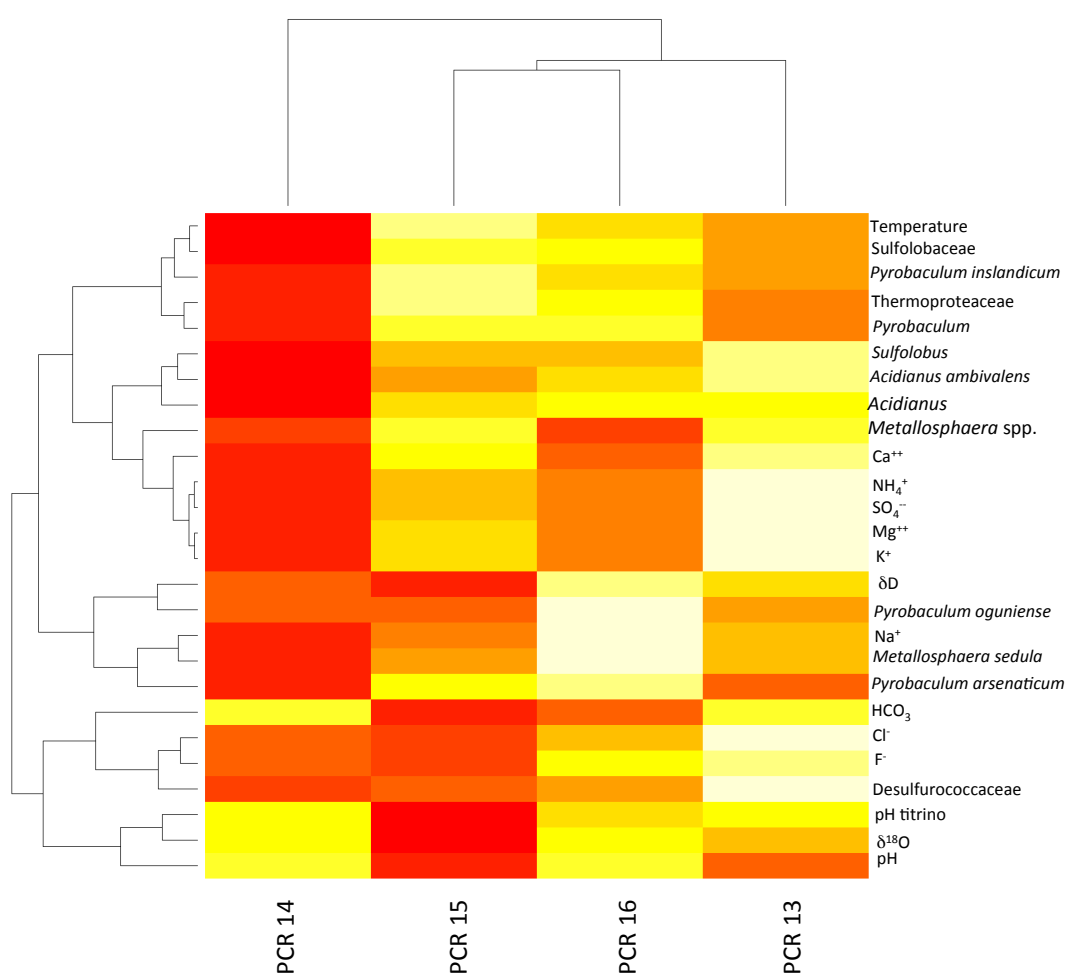 Temperature
Sulfolobaceae
Pyrobaculum inslandicum
Thermoproteaceae
Pyrobaculum
Sulfolobus
Acidianus ambivalens
Acidianus
Metallosphaera spp.
Ca⁺⁺
NH₄⁺
SO₄⁻⁻
Mg⁺⁺
K⁺
δD
Pyrobaculum oguniense
Na⁺
Metallosphaera sedula
Pyrobaculum arsenaticum
HCO₃
Cl⁻
F⁻
Desulfurococcaceae
pH titrino
δ¹⁸O
pH
PCR 14
PCR 15
PCR 16
PCR 13